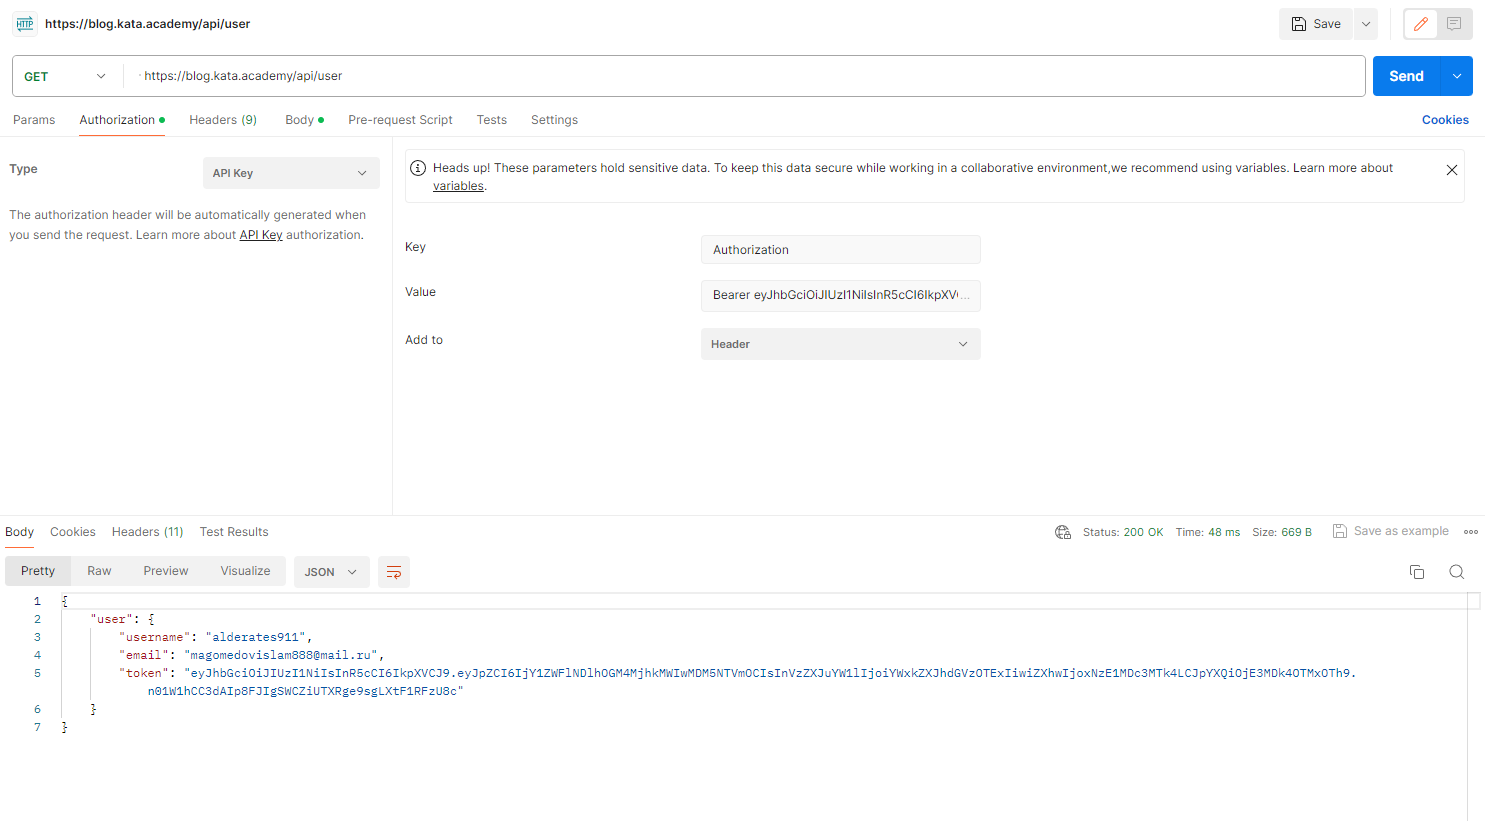 HTTP https://blog.kata.academy/api/user Save
GET https://blog.kata.academy/api/user Send
Params Authorization Headers (9) Body Pre-request Script Tests Settings Cookies
Type API Key
The authorization header will be automatically generated when
you send the request. Learn more about API Key authorization.
Heads up! These parameters hold sensitive data. To keep this data secure while working in a collaborative environment,we recommend using variables. Learn more about
variables.
Key Authorization
Value Bearer eyJhbGciOiJIUzI1NiIsInR5cCI6IkpXV...
Add to Header
Body Cookies Headers (11) Test Results Status: 200 OK Time: 48 ms Size: 669 B Save as example
Pretty Raw Preview Visualize JSON
1 {
2 "user": {
3 "username": "alderates911",
4 "email": "magomedovislam888@mail.ru",
5 "token": "eyJhbGciOiJIUzI1NiIsInR5cCI6IkpXVCJ9.eyJpZCI6IjY1ZWFlNDlhOGM4MjhkMWIwMDM5NTVmOCIsInVzZXJuYW1lIjoiYWxkZXJhdGVzOTExIiwiZXhwIjoxNzE1MDc3MTk4LCJpYXQiOjE3MDk4OTMxOTh9.
n01W1hCC3dAIp8FJIgSWCZiUTXRge9sgLXtF1RFzU8c"
6 }
7 }